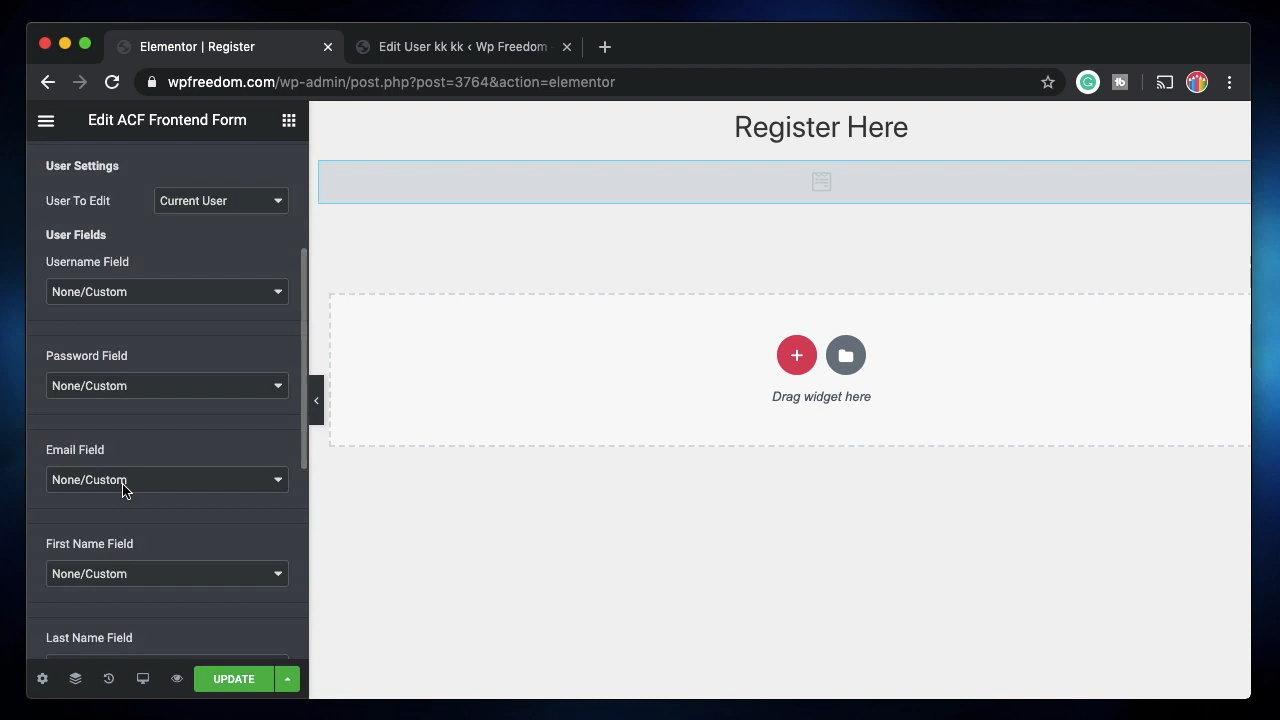 Elementor | Register
Edit User kk kk ‹ Wp Freedom
wpfreedom.com/wp-admin/post.php?post=3764&action=elementor
Edit ACF Frontend Form
User Settings
User To Edit
Current User
User Fields
Username Field
None/Custom
Password Field
None/Custom
Email Field
None/Custom
First Name Field
None/Custom
Last Name Field
UPDATE
Register Here
Drag widget here